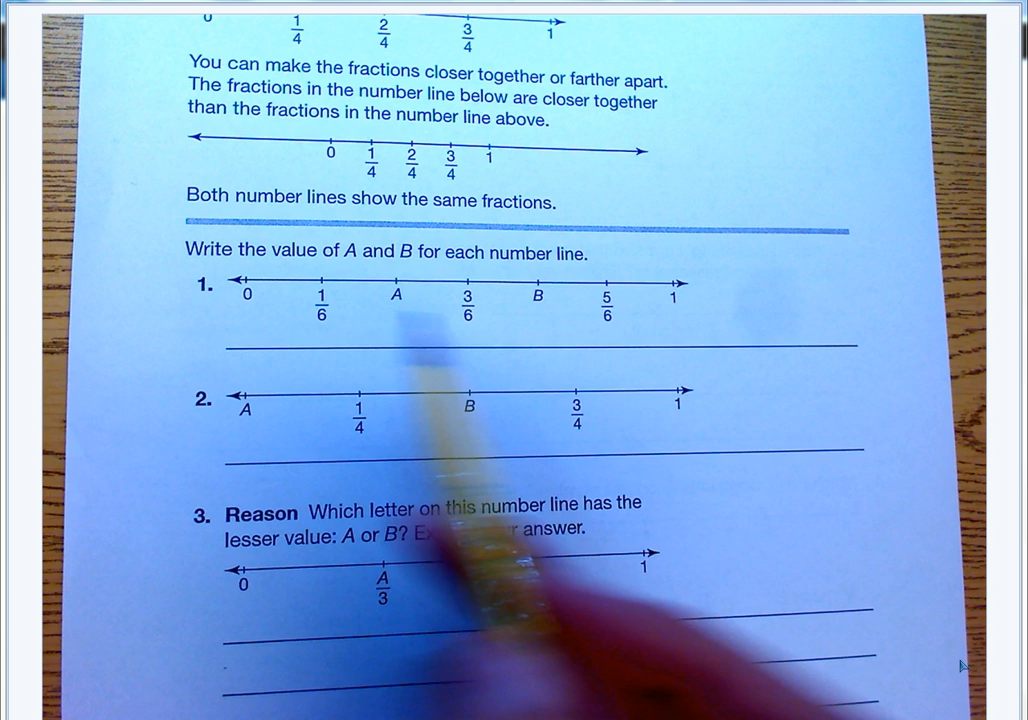 0 1/4 2/4 3/4 1
You can make the fractions closer together or farther apart.
The fractions in the number line below are closer together
than the fractions in the number line above.
0 1/4 2/4 3/4 1
Both number lines show the same fractions.
Write the value of A and B for each number line.
1. 0 1/6 A 3/6 B 5/6 1
2. A 1/4 B 3/4 1
3. Reason Which letter on this number line has the
lesser value: A or B? answer.
0 A/3 1